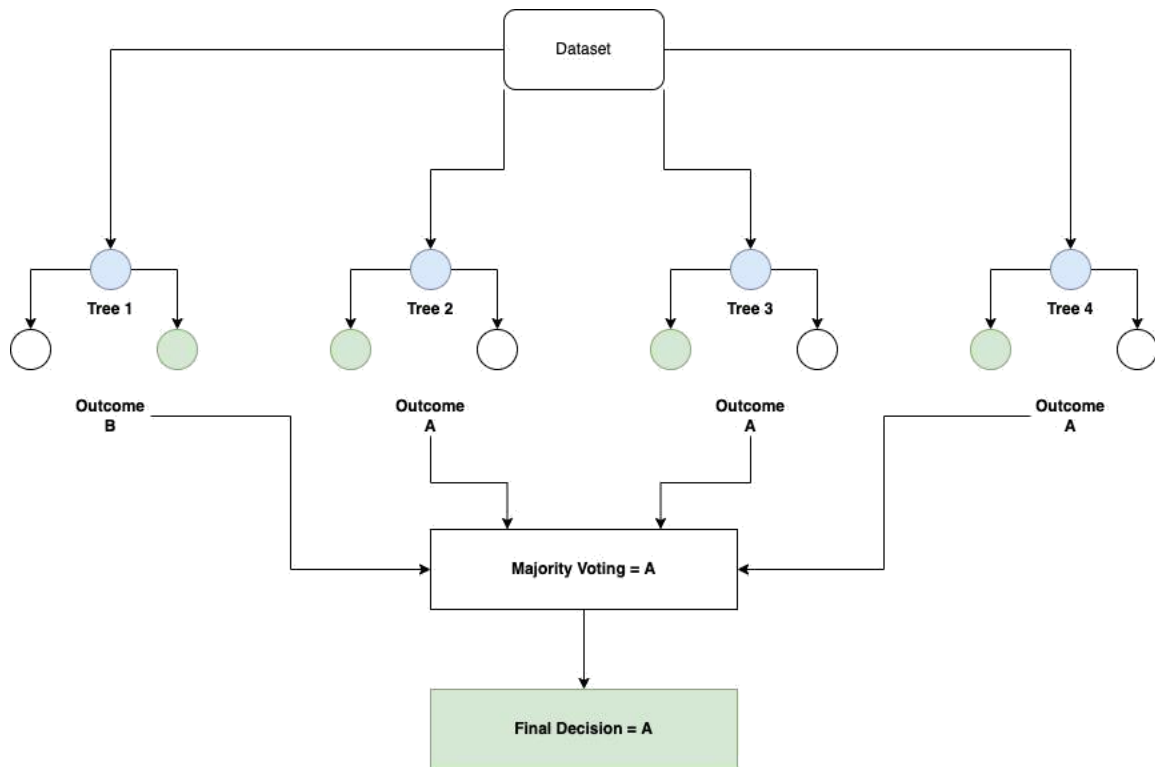 Dataset
Tree 1
Tree 2
Tree 3
Tree 4
Outcome
B
Outcome
A
Outcome
A
Outcome
A
Majority Voting = A
Final Decision = A